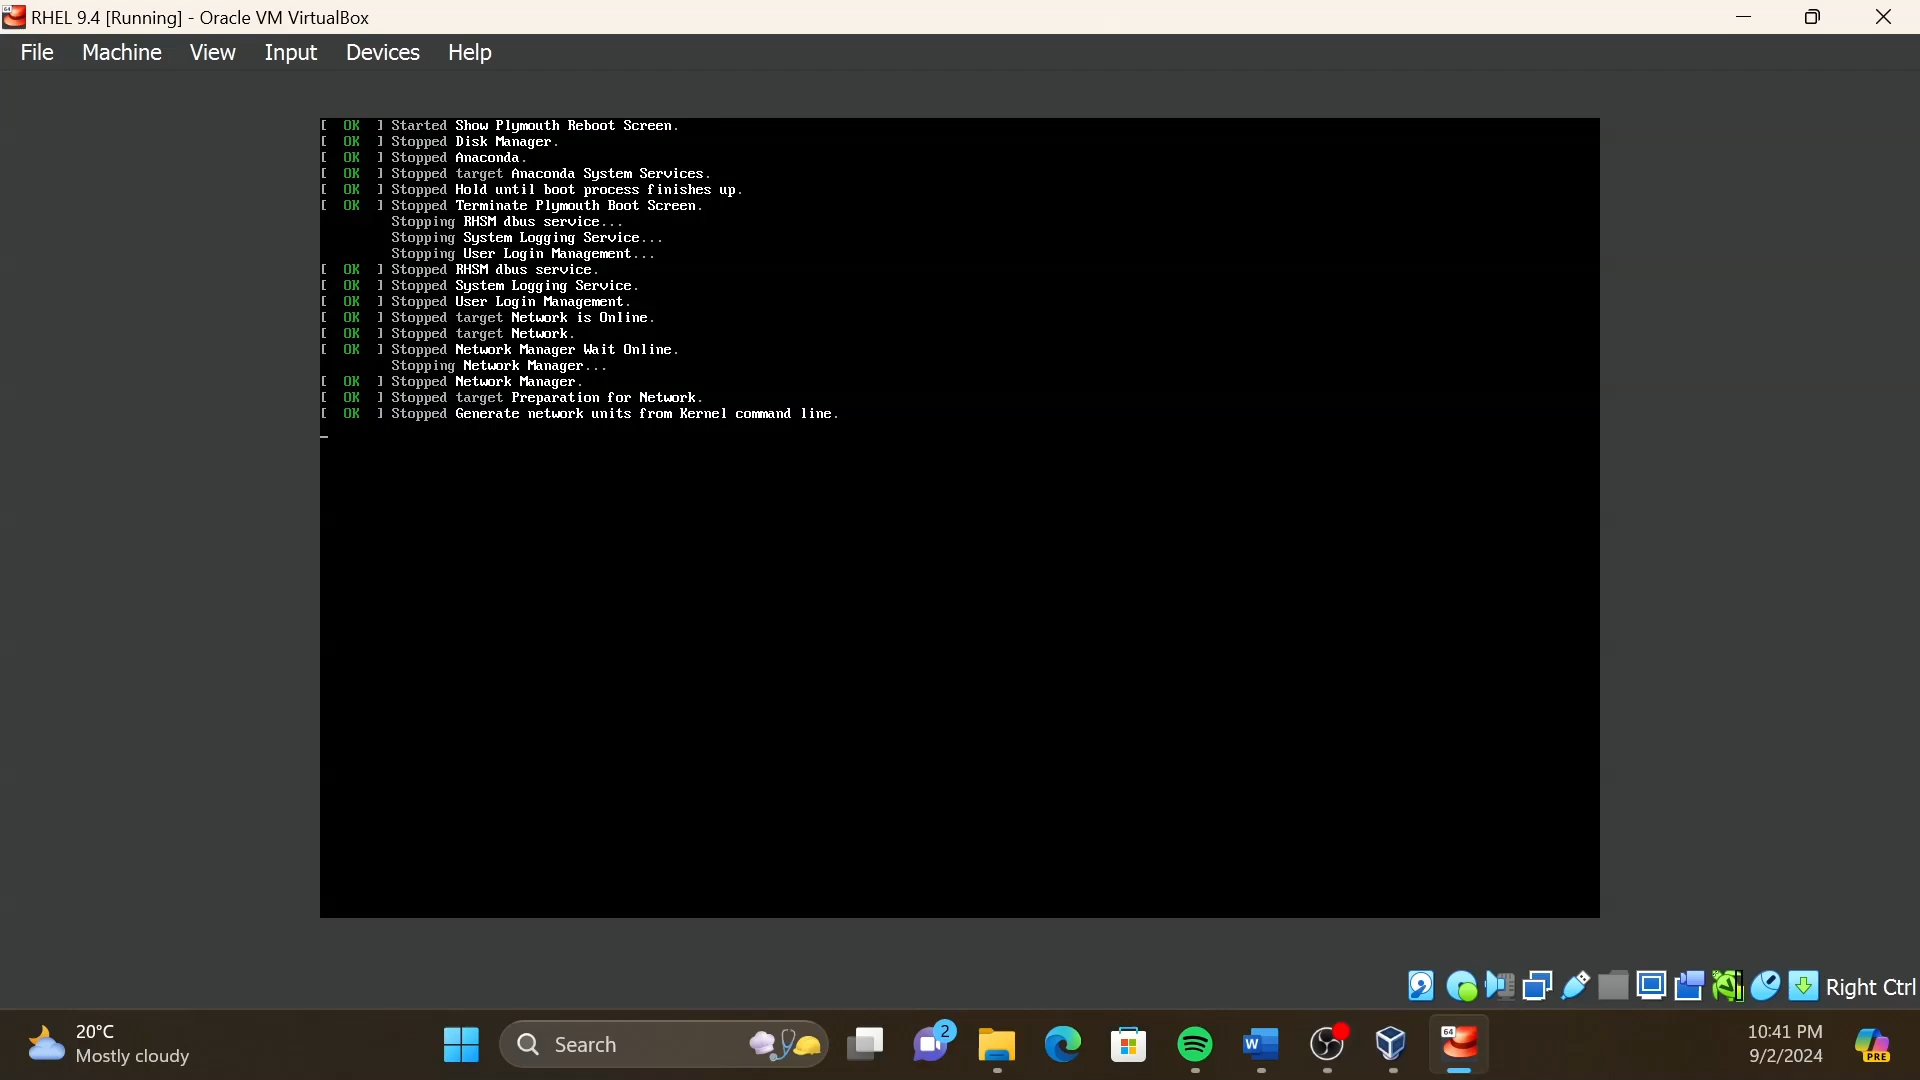 RHEL 9.4 [Running] - Oracle VM VirtualBox
File Machine View Input Devices Help
[  OK  ] Started Show Plymouth Reboot Screen.
[  OK  ] Stopped Disk Manager.
[  OK  ] Stopped Anaconda.
[  OK  ] Stopped target Anaconda System Services.
[  OK  ] Stopped Hold until boot process finishes up.
[  OK  ] Stopped Terminate Plymouth Boot Screen.
Stopping RHSM dbus service...
Stopping System Logging Service...
Stopping User Login Management...
[  OK  ] Stopped RHSM dbus service.
[  OK  ] Stopped System Logging Service.
[  OK  ] Stopped User Login Management.
[  OK  ] Stopped target Network is Online.
[  OK  ] Stopped target Network.
[  OK  ] Stopped Network Manager Wait Online.
Stopping Network Manager...
[  OK  ] Stopped Network Manager.
[  OK  ] Stopped target Preparation for Network.
[  OK  ] Stopped Generate network units from Kernel command line.
Right Ctrl
20°C
Mostly cloudy
Search
2
W
64
10:41 PM
9/2/2024
PRE